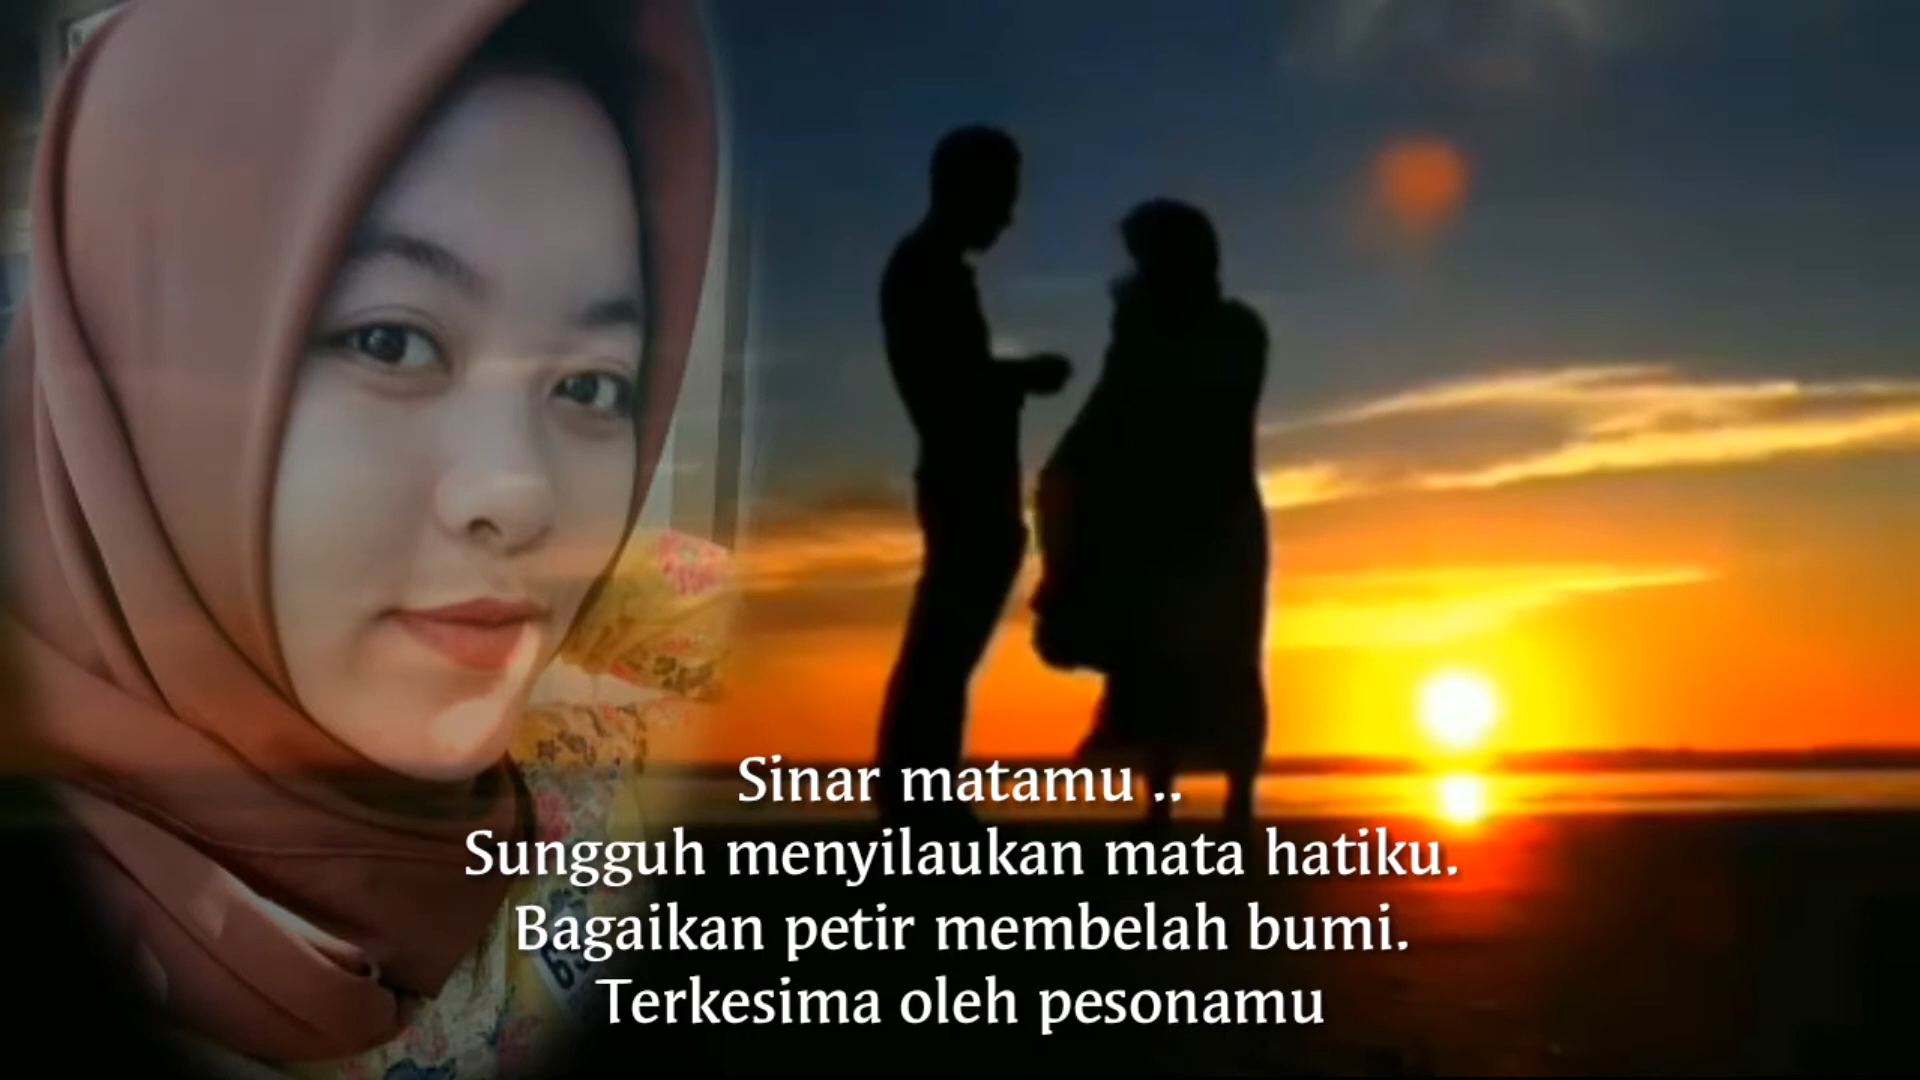 Sinar matamu ..
Sungguh menyilaukan mata hatiku.
Bagaikan petir membelah bumi.
Terkesima oleh pesonamu